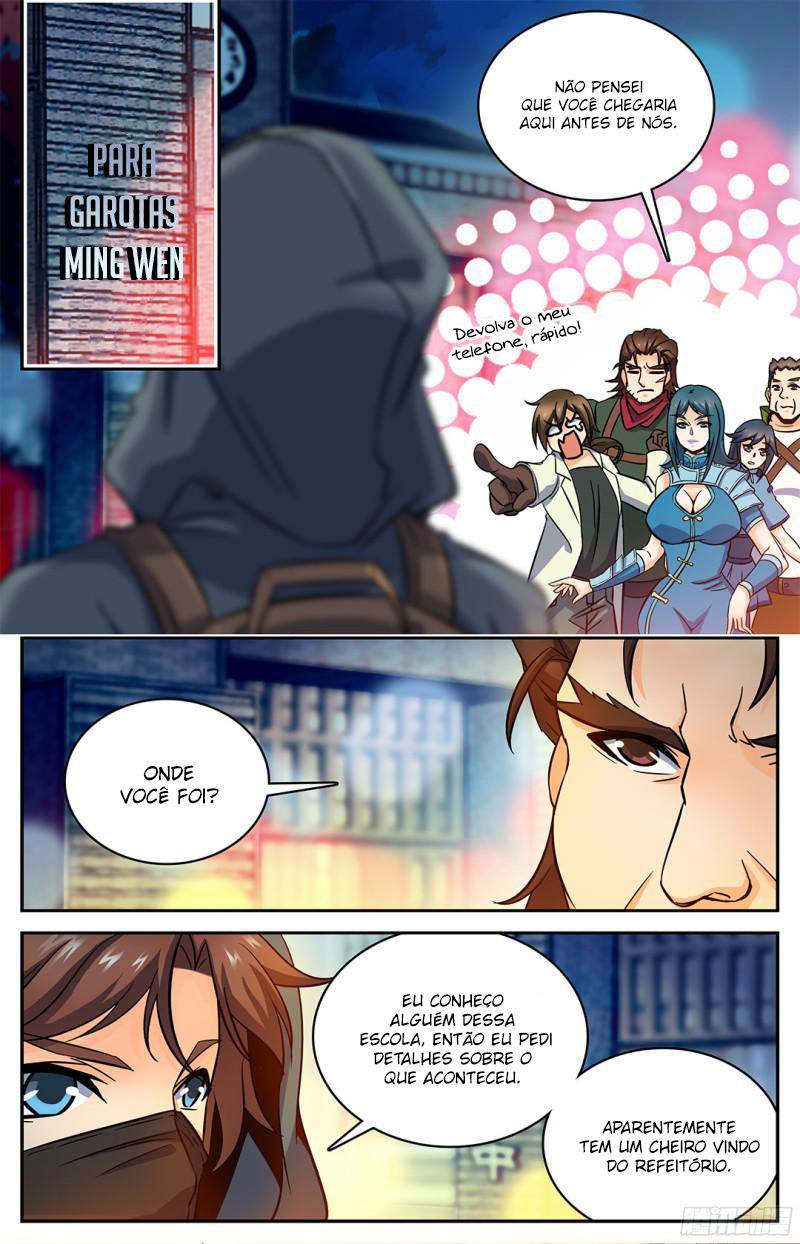 PARA
GAROTAS
MING WEN
NÃO PENSEI
QUE VOCÊ CHEGARIA
AQUI ANTES DE NÓS.
Devolva o meu
telefone, rápido!
ONDE
VOCÊ FOI?
EU CONHEÇO
ALGUÉM DESSA
ESCOLA, ENTÃO EU PEDI
DETALHES SOBRE O
QUE ACONTECEU.
APARENTEMENTE
TEM UM CHEIRO VINDO
DO REFEITÓRIO.
中